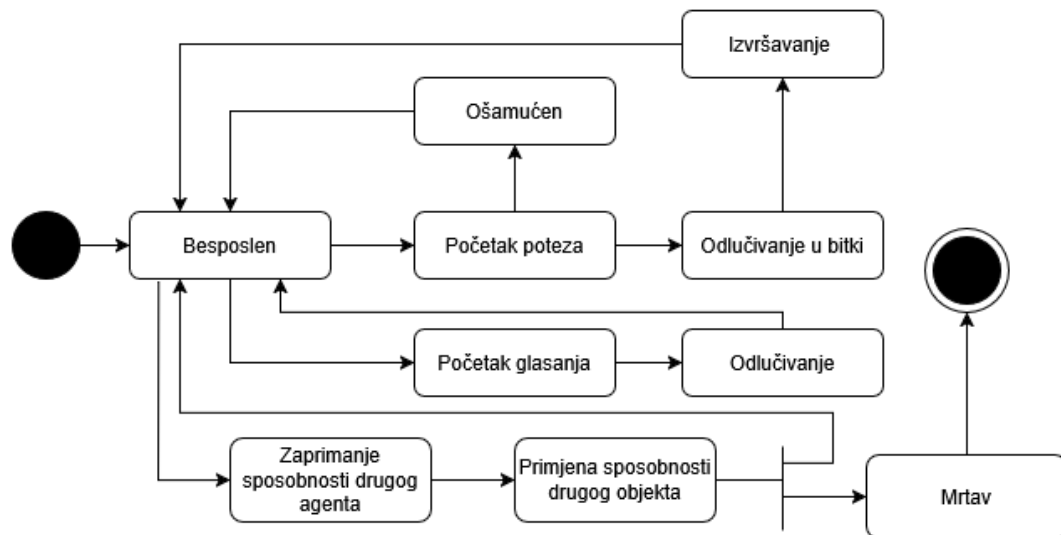 Izvršavanje
Ošamućen
Besposlen
Početak poteza
Odlučivanje u bitki
Početak glasanja
Odlučivanje
Zaprimanje
sposobnosti drugog
agenta
Primjena sposobnosti
drugog objekta
Mrtav